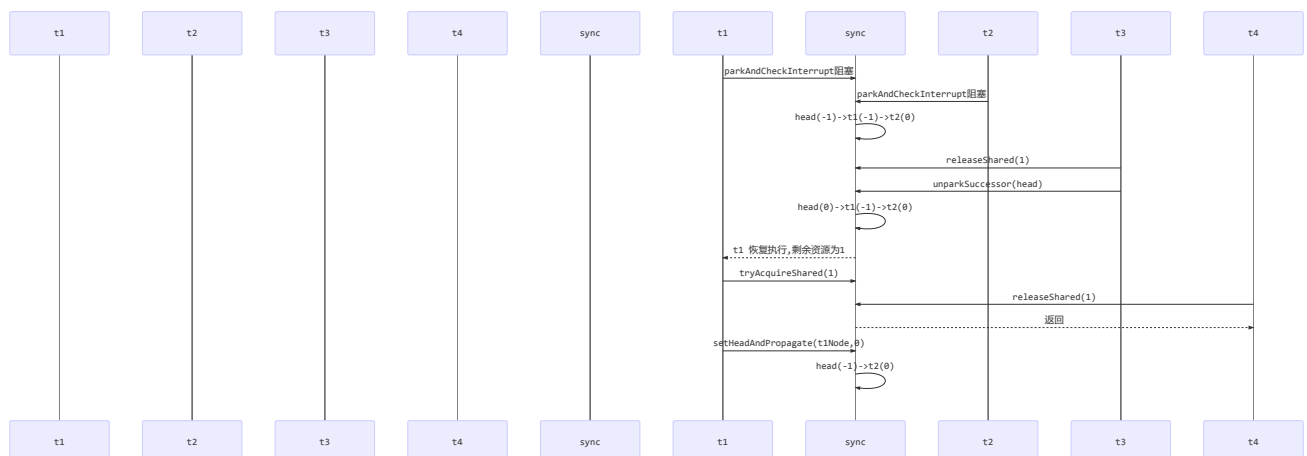 t1 t2 t3 t4 sync t1 sync t2 t3 t4
parkAndCheckInterrupt阻塞
parkAndCheckInterrupt阻塞
head(-1)->t1(-1)->t2(0)
releaseShared(1)
unparkSuccessor(head)
head(0)->t1(-1)->t2(0)
t1 恢复执行,剩余资源为1
tryAcquireShared(1)
releaseShared(1)
返回
setHeadAndPropagate(t1Node,0)
head(-1)->t2(0)
t1 t2 t3 t4 sync t1 sync t2 t3 t4